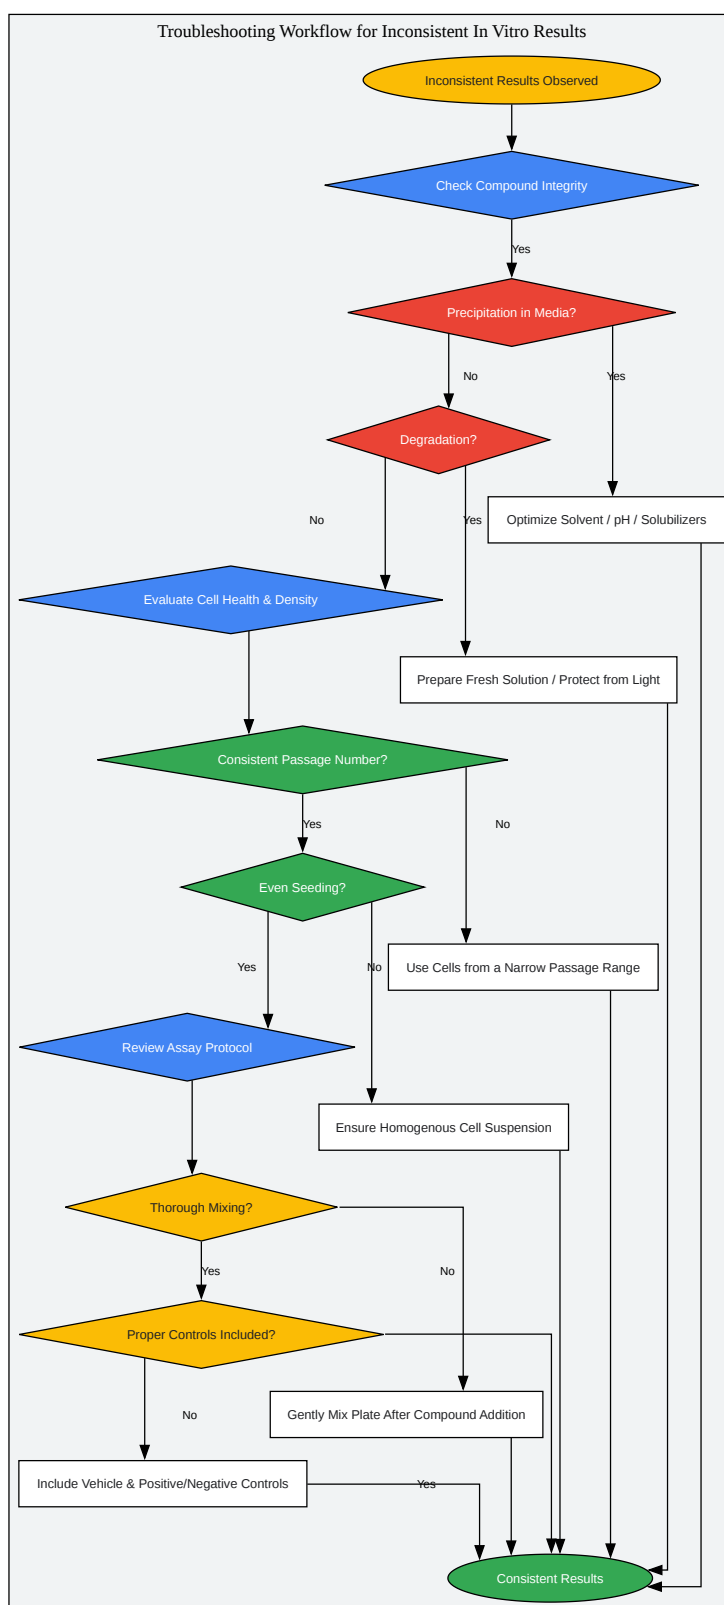 Troubleshooting Workflow for Inconsistent In Vitro Results
Inconsistent Results Observed
Check Compound Integrity
Yes
Precipitation in Media?
No
Yes
Degradation?
No
Yes
Optimize Solvent / pH / Solubilizers
Evaluate Cell Health & Density
Prepare Fresh Solution / Protect from Light
Consistent Passage Number?
Yes
No
Even Seeding?
Yes
No
Use Cells from a Narrow Passage Range
Review Assay Protocol
Ensure Homogenous Cell Suspension
Thorough Mixing?
Yes
No
Proper Controls Included?
No
Gently Mix Plate After Compound Addition
Include Vehicle & Positive/Negative Controls
Yes
Consistent Results